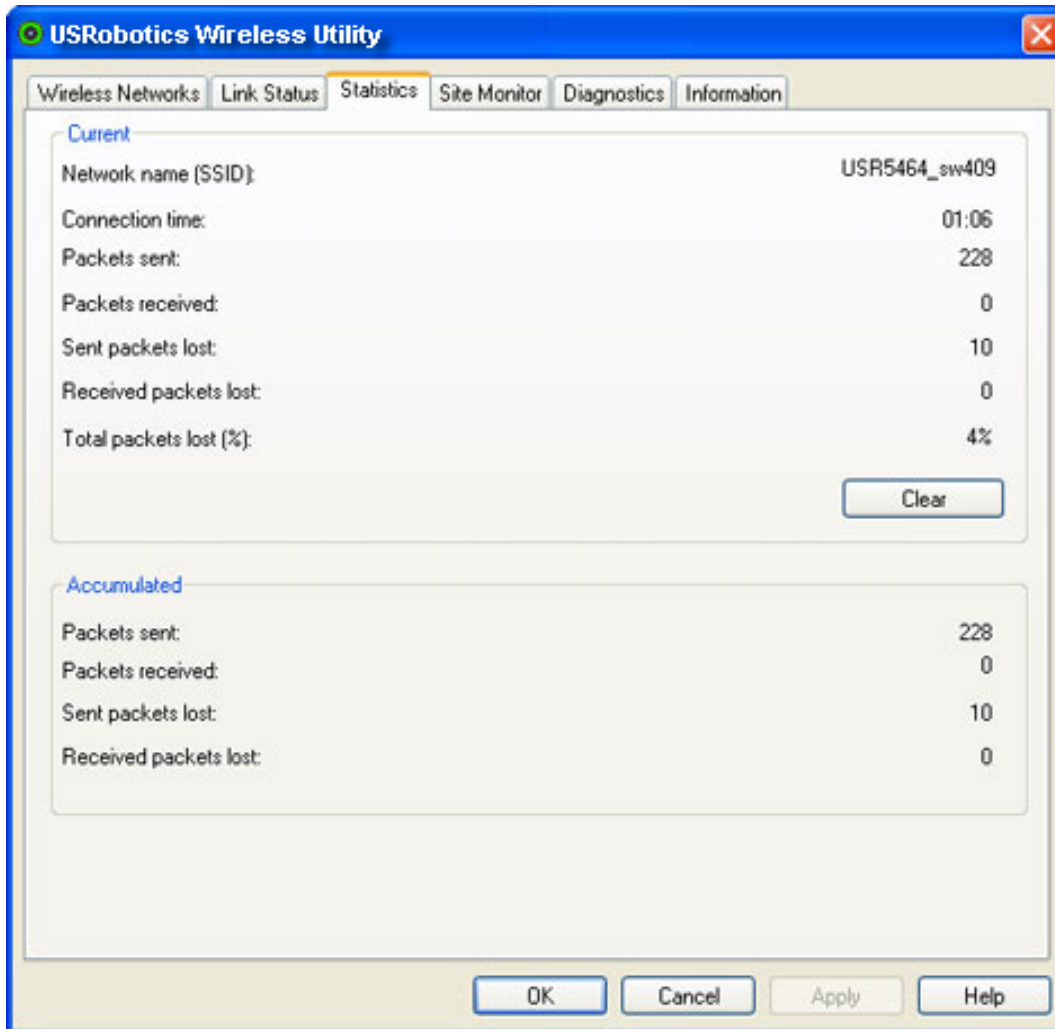 USRobotics Wireless Utility
Wireless Networks Link Status Statistics Site Monitor Diagnostics Information
Current
Network name (SSID): USR5464_sw409
Connection time: 01:06
Packets sent: 228
Packets received: 0
Sent packets lost: 10
Received packets lost: 0
Total packets lost (%): 4%
Clear
Accumulated
Packets sent: 228
Packets received: 0
Sent packets lost: 10
Received packets lost: 0
OK Cancel Apply Help